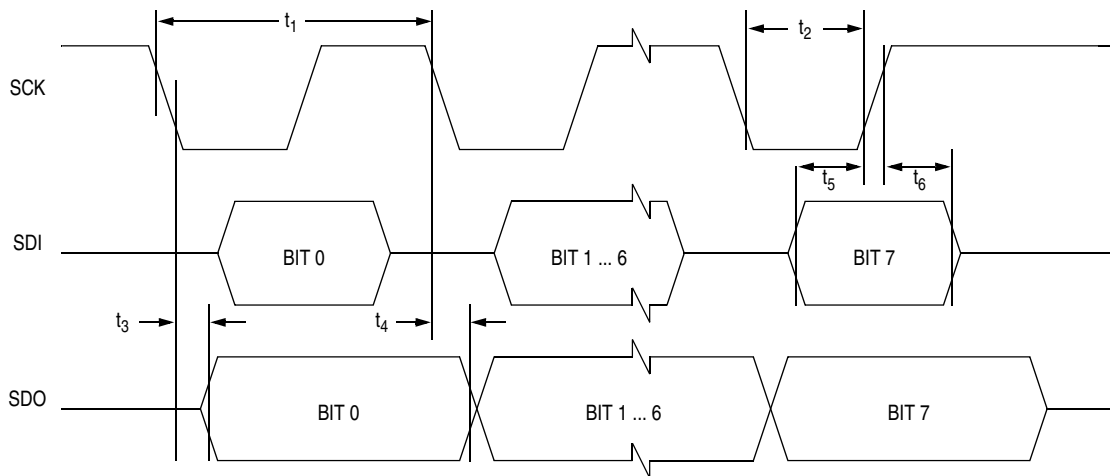 t1
t2
SCK
t5
t6
SDI
BIT 0
BIT 1 ... 6
BIT 7
t3
t4
SDO
BIT 0
BIT 1 ... 6
BIT 7